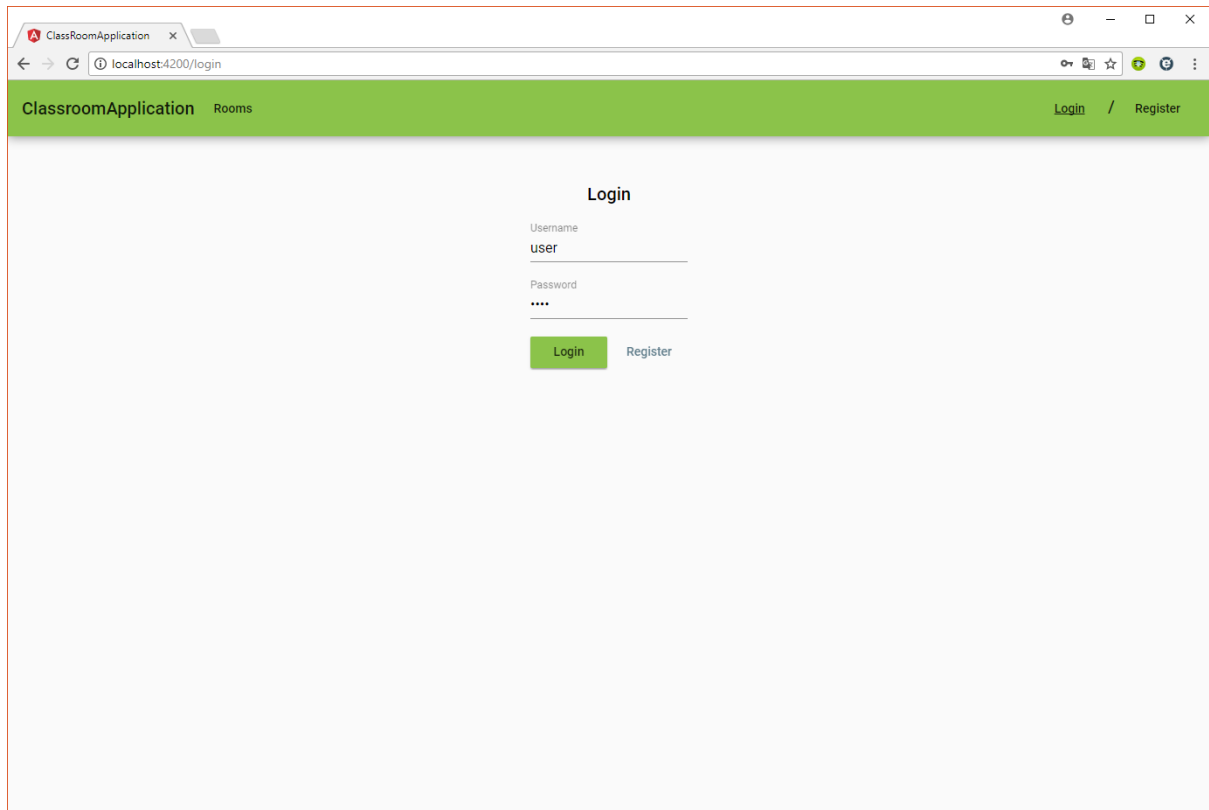 ClassRoomApplication
localhost:4200/login
ClassroomApplication Rooms Login / Register
Login
Username
user
Password
••••
Login Register